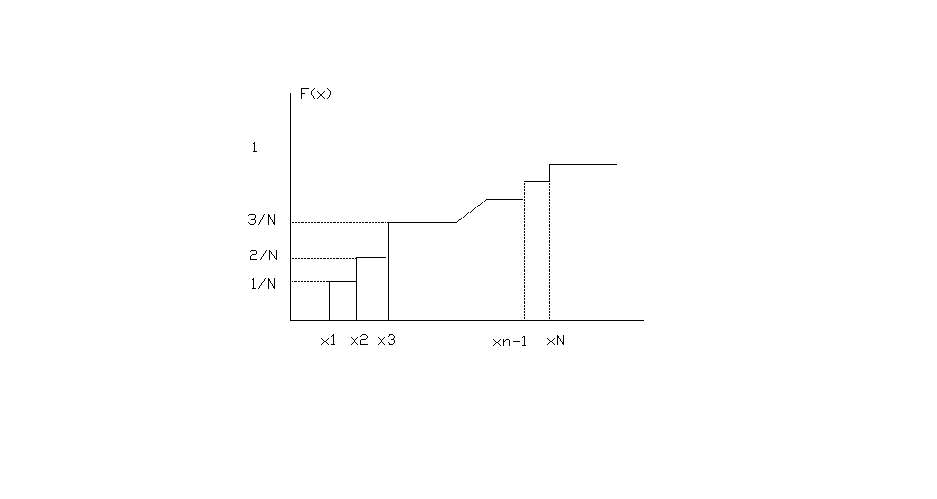 F(x)
1
3/N
2/N
1/N
x1 x2 x3 xn-1 xN